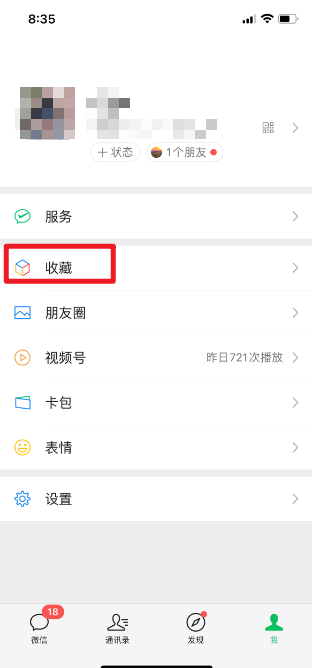 8:35
+ 状态
1个朋友
服务
收藏
朋友圈
视频号
昨日721次播放
卡包
表情
设置
18
微信
通讯录
发现
我